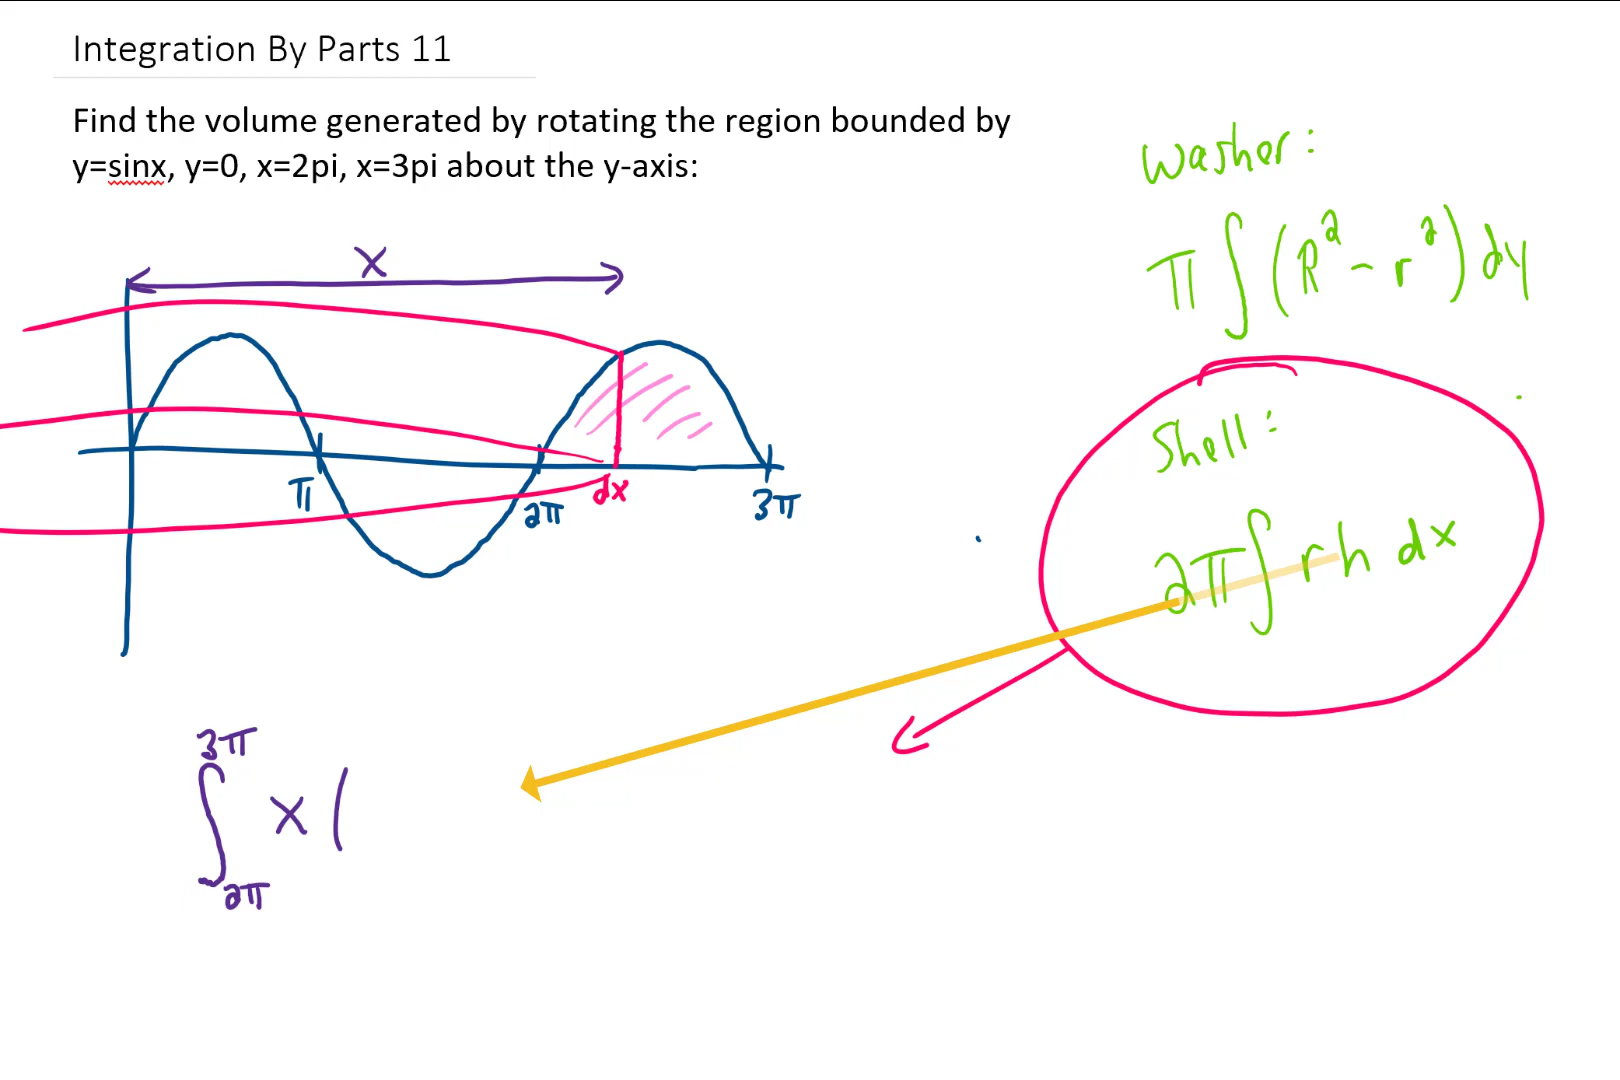 Integration By Parts 11
Find the volume generated by rotating the region bounded by
y=sinx, y=0, x=2pi, x=3pi about the y-axis:
washer:
π ∫ (R² - r²) dy
x
shell:
2π ∫ rh dx
π
2π
dx
3π
3π
∫ x (
2π